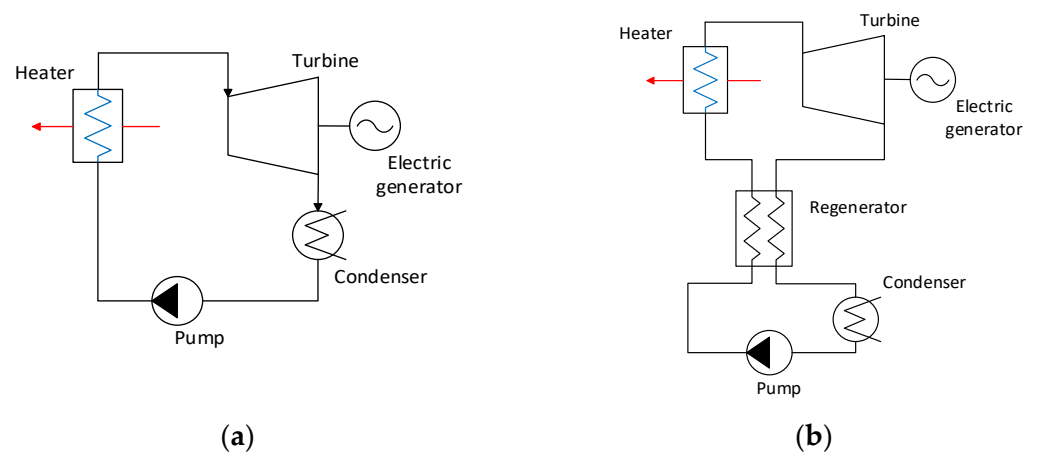 Turbine
Heater
Electric
generator
Condenser
Pump
(a)
Turbine
Heater
Electric
generator
Regenerator
Condenser
Pump
(b)